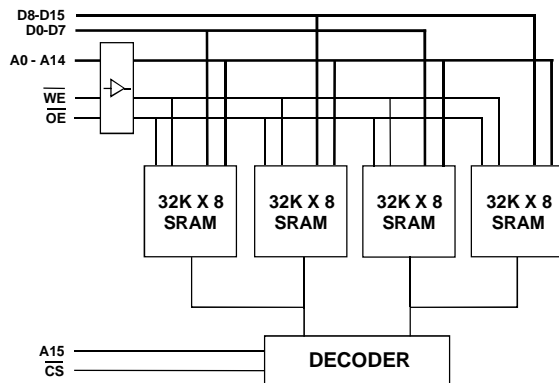 D8-D15
D0-D7
A0 - A14
WE
OE
32K X 8
SRAM
32K X 8
SRAM
32K X 8
SRAM
32K X 8
SRAM
A15
CS
DECODER